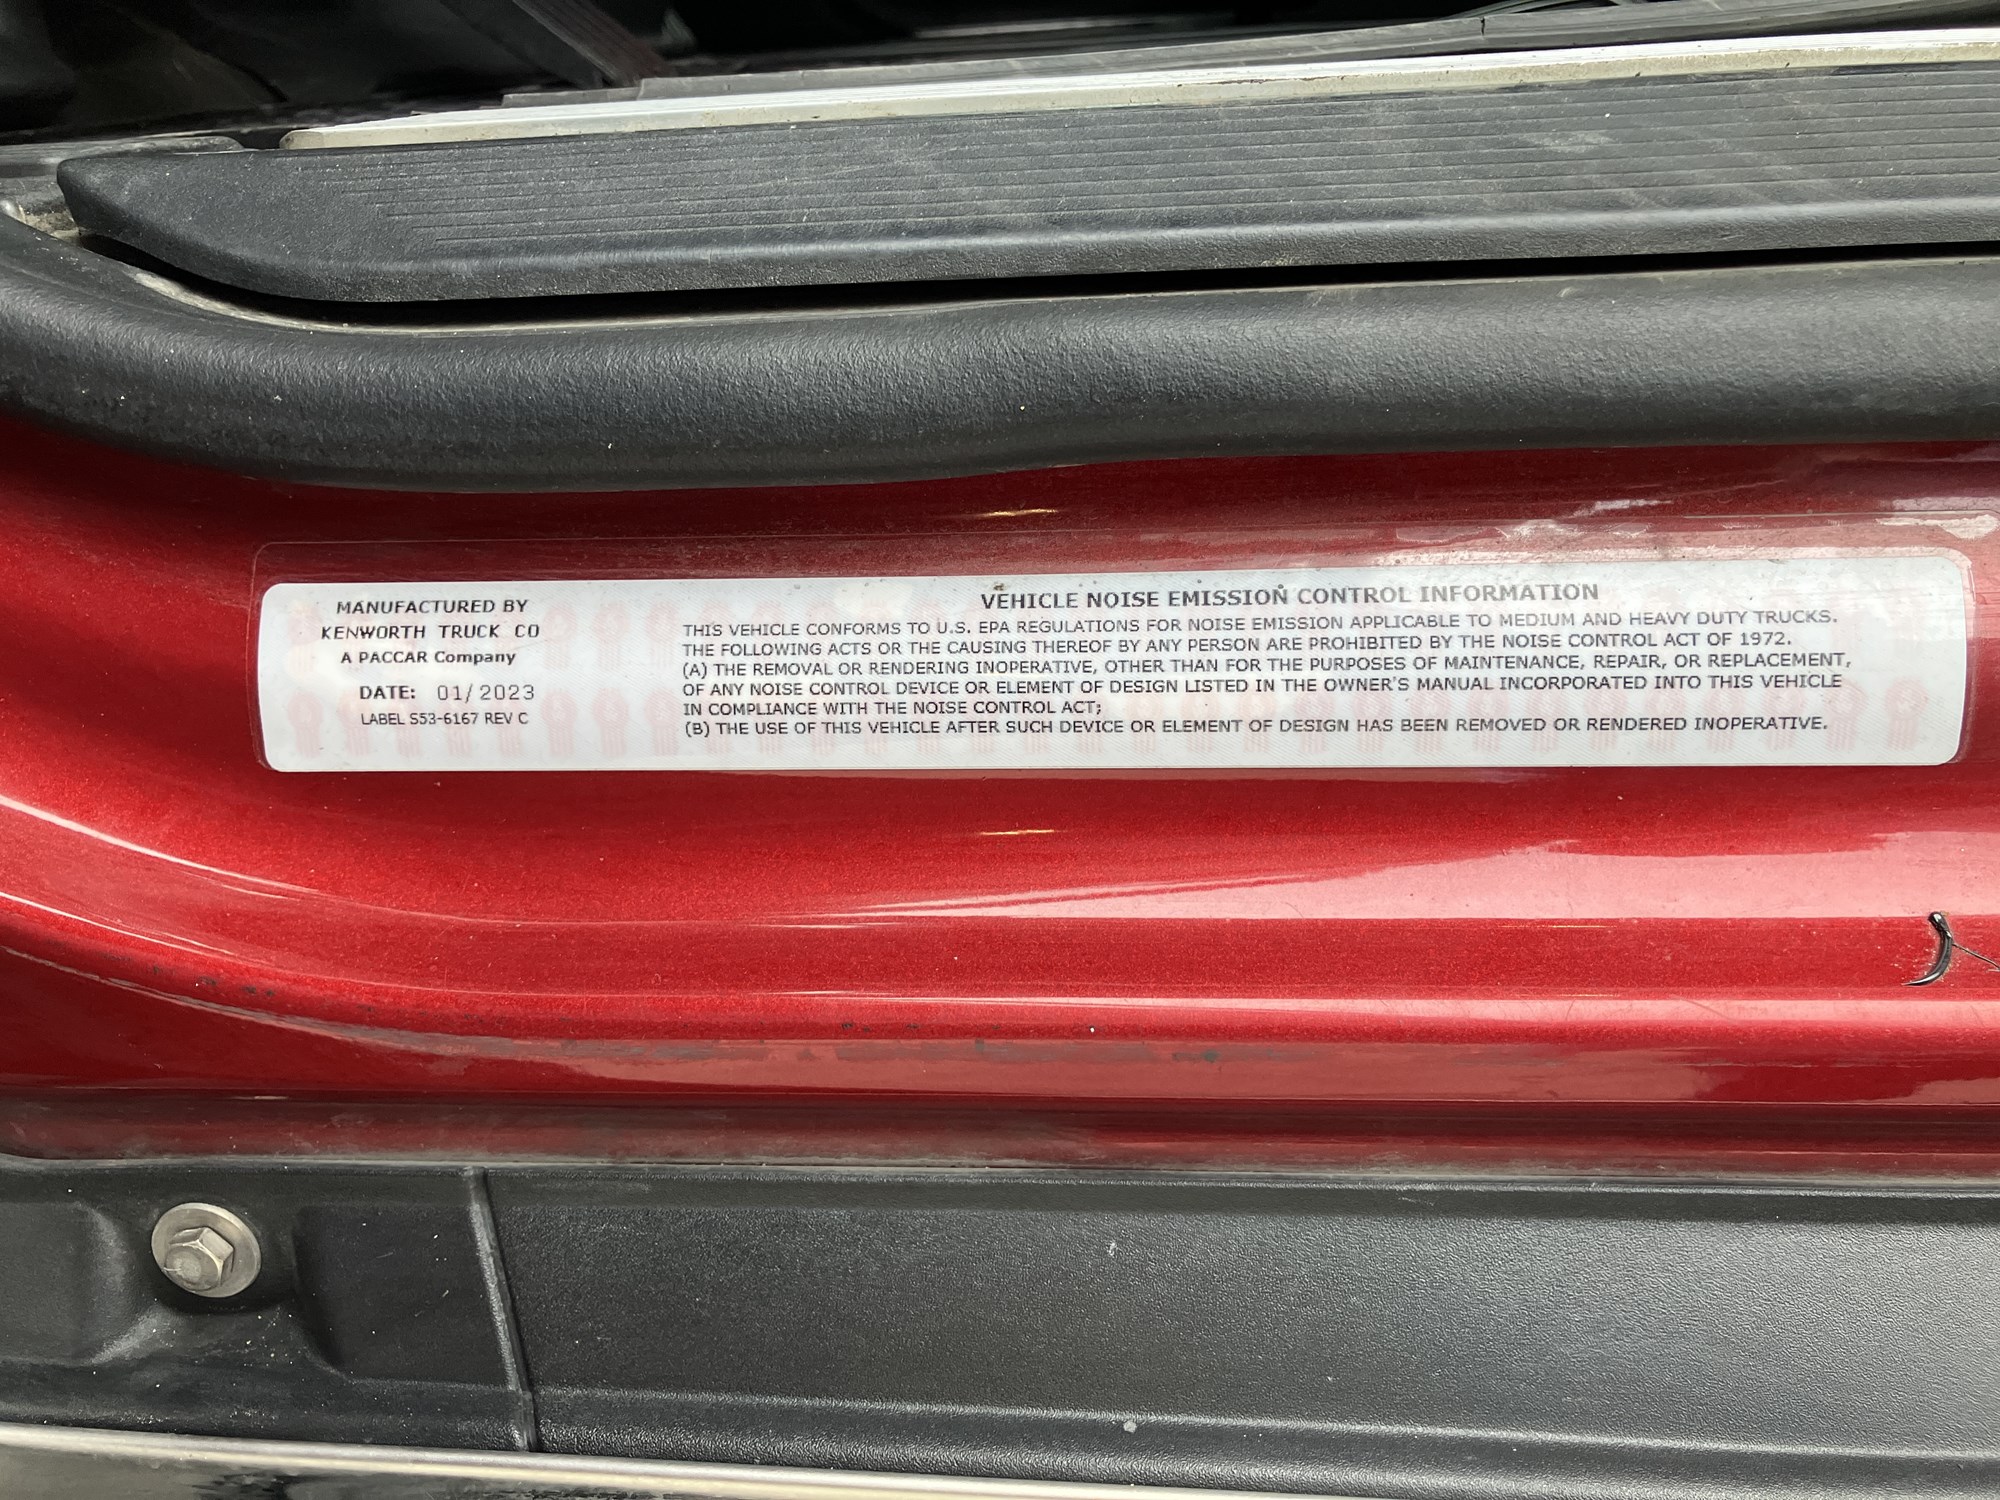 MANUFACTURED BY
KENWORTH TRUCK CO
A PACCAR Company
DATE: 01/2023
LABEL S53-6167 REV C
VEHICLE NOISE EMISSION CONTROL INFORMATION
THIS VEHICLE CONFORMS TO U.S. EPA REGULATIONS FOR NOISE EMISSION APPLICABLE TO MEDIUM AND HEAVY DUTY TRUCKS.
THE FOLLOWING ACTS OR THE CAUSING THEREOF BY ANY PERSON ARE PROHIBITED BY THE NOISE CONTROL ACT OF 1972.
(A) THE REMOVAL OR RENDERING INOPERATIVE, OTHER THAN FOR THE PURPOSES OF MAINTENANCE, REPAIR, OR REPLACEMENT,
OF ANY NOISE CONTROL DEVICE OR ELEMENT OF DESIGN LISTED IN THE OWNER'S MANUAL INCORPORATED INTO THIS VEHICLE
IN COMPLIANCE WITH THE NOISE CONTROL ACT;
(B) THE USE OF THIS VEHICLE AFTER SUCH DEVICE OR ELEMENT OF DESIGN HAS BEEN REMOVED OR RENDERED INOPERATIVE.